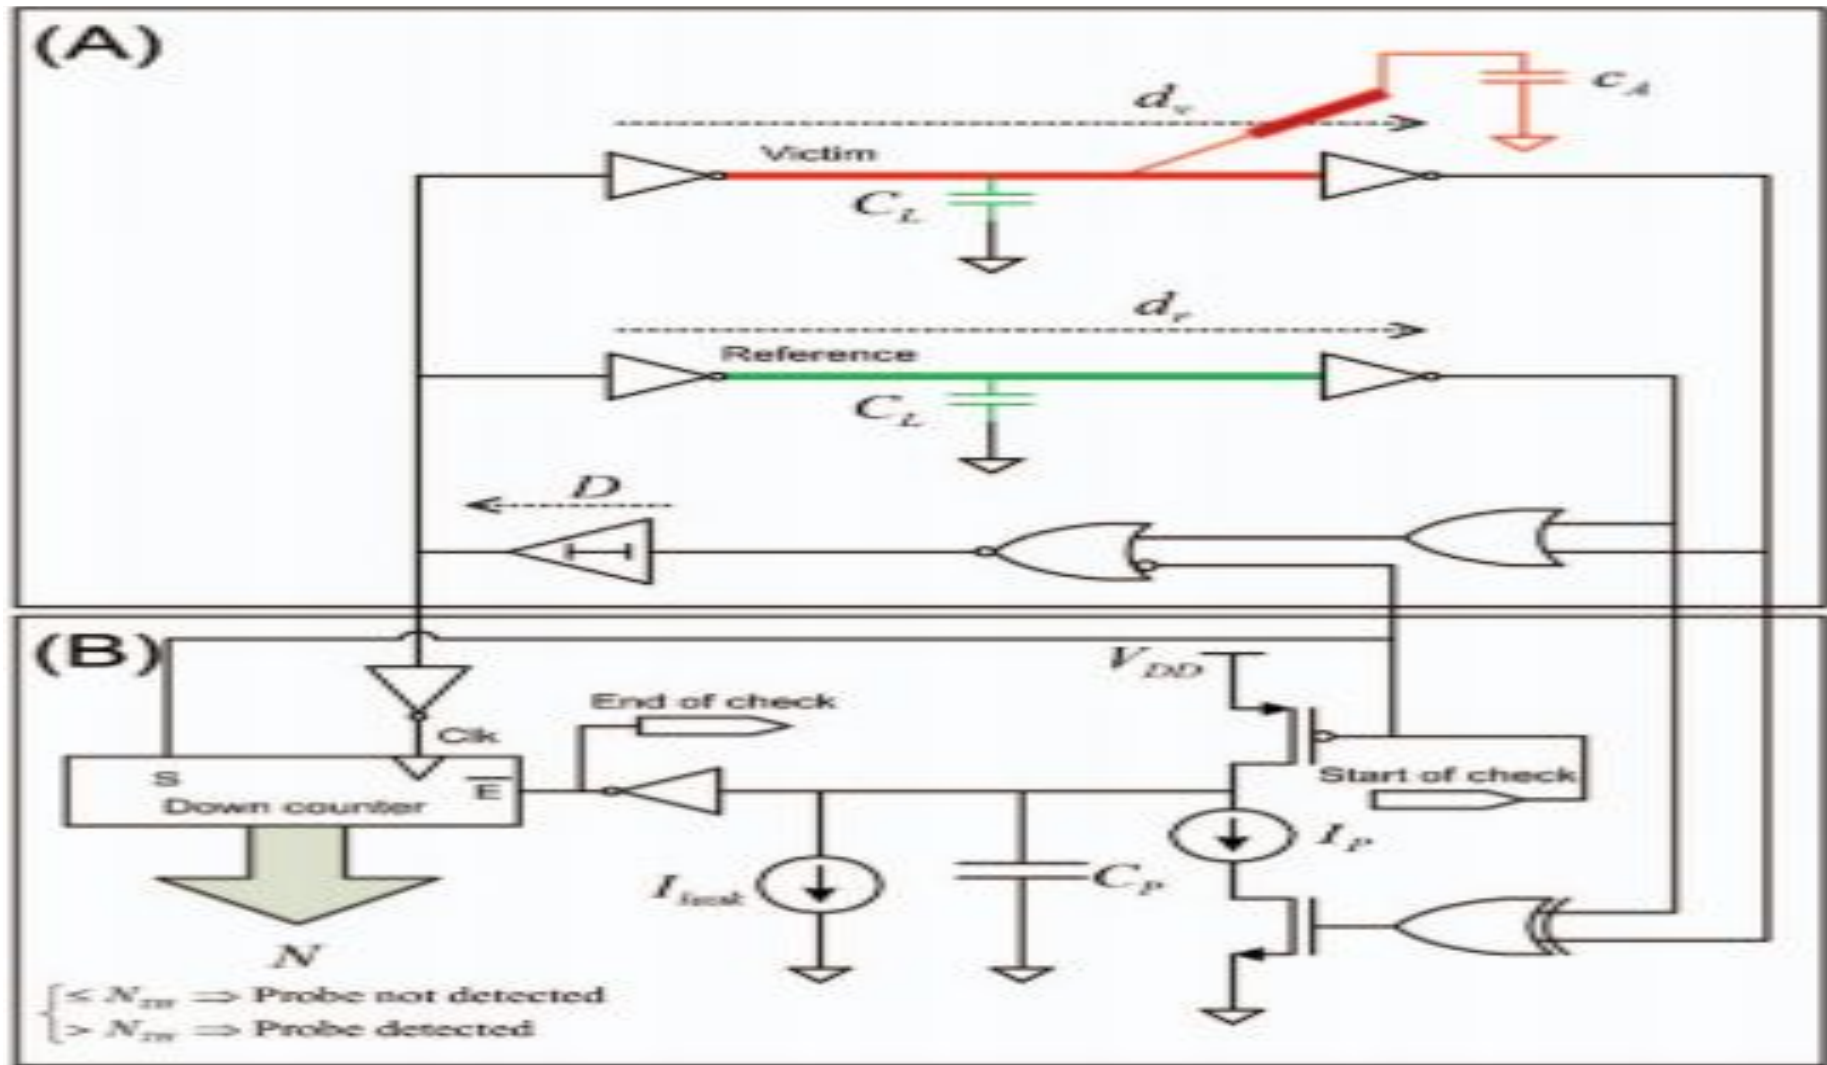 (A)
d_v
c_A
Victim
C_L
d_r
Reference
C_L
D
(B)
V_DD
End of check
Clk
S
E̅
Start of check
Down counter
I_P
I_leak
C_P
N
≤ N_TH ⇒ Probe not detected
> N_TH ⇒ Probe detected